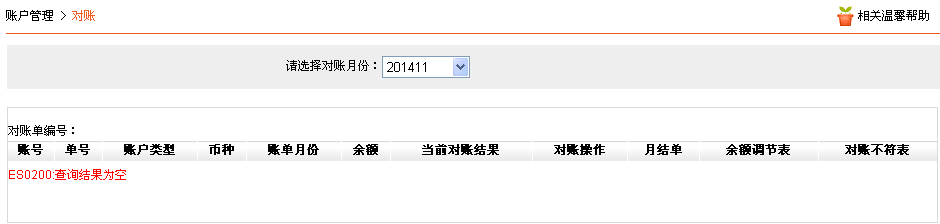 账户管理 > 对账 相关温馨帮助
请选择对账月份： 201411
对账单编号：
账号 单号 账户类型 币种 账单月份 余额 当前对账结果 对账操作 月结单 余额调节表 对账不符表
ES0200:查询结果为空